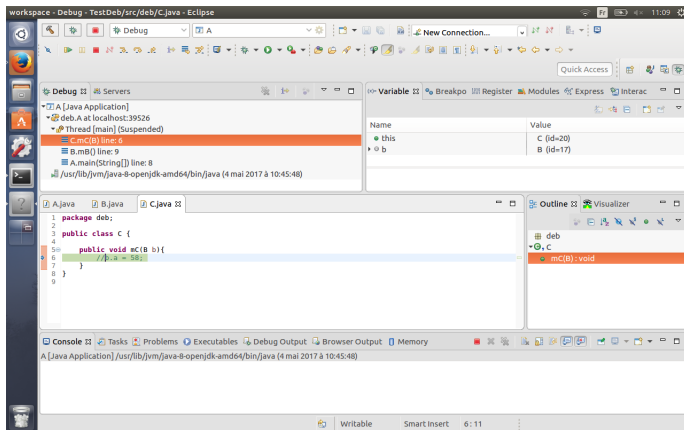 workspace - Debug - TestDeb/src/deb/C.java - Eclipse
Fr
11:09
Debug
A
New Connection...
Quick Access
Debug
Servers
A [Java Application]
deb.A at localhost:39526
Thread [main] (Suspended)
C.mC(B) line: 6
B.mB() line: 9
A.main(String[]) line: 8
/usr/lib/jvm/java-8-openjdk-amd64/bin/java (4 mai 2017 à 10:45:48)
(x)= Variable
Breakpo
Register
Modules
Express
Interac
Name
Value
this
C (id=20)
b
B (id=17)
A.java
B.java
C.java
1 package deb;
2
3 public class C {
4
5 public void mC(B b){
6 //b.a = 58;
7 }
8 }
9
Outline
Visualizer
deb
C
mC(B) : void
Console
Tasks
Problems
Executables
Debug Output
Browser Output
Memory
A [Java Application] /usr/lib/jvm/java-8-openjdk-amd64/bin/java (4 mai 2017 à 10:45:48)
Writable
Smart Insert
6 : 11